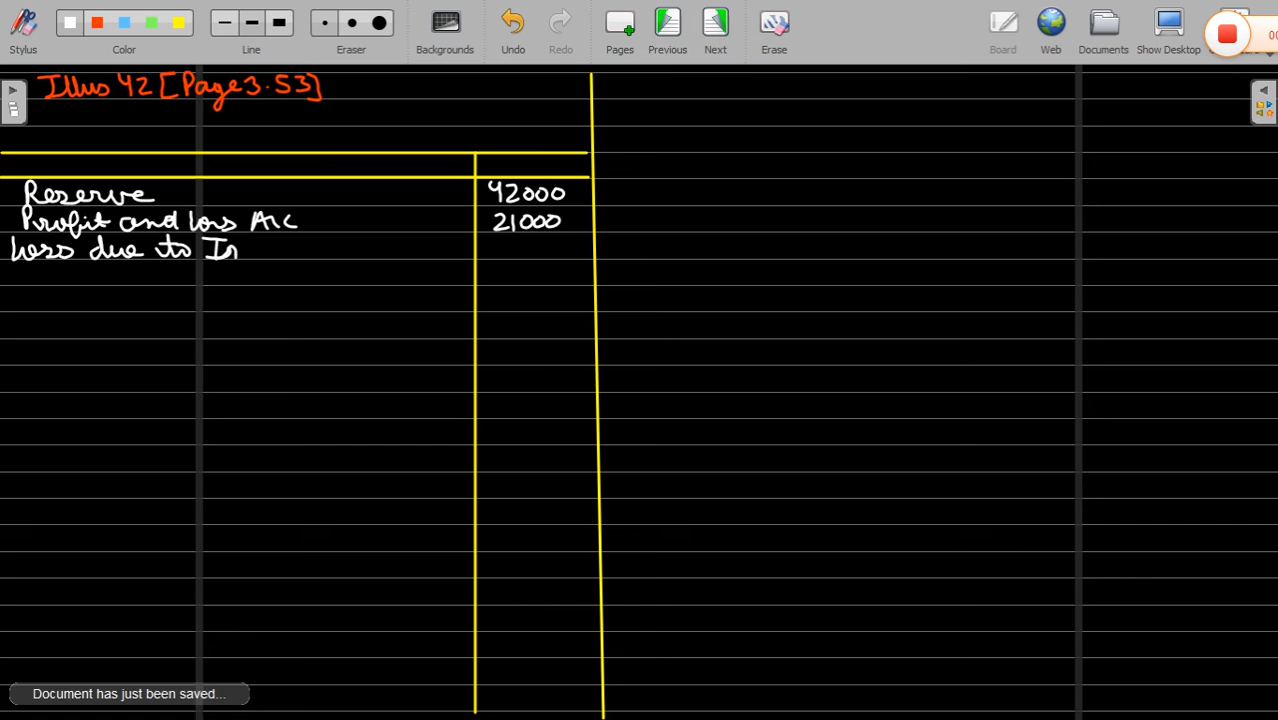 Stylus
Color
Line
Eraser
Backgrounds
Undo
Redo
Pages
Previous
Next
Erase
Board
Web
Documents
Show Desktop
Illus 42 [Page 3.53]
Reserve 42000
Profit and loss A/c 21000
Loss due to In
Document has just been saved...